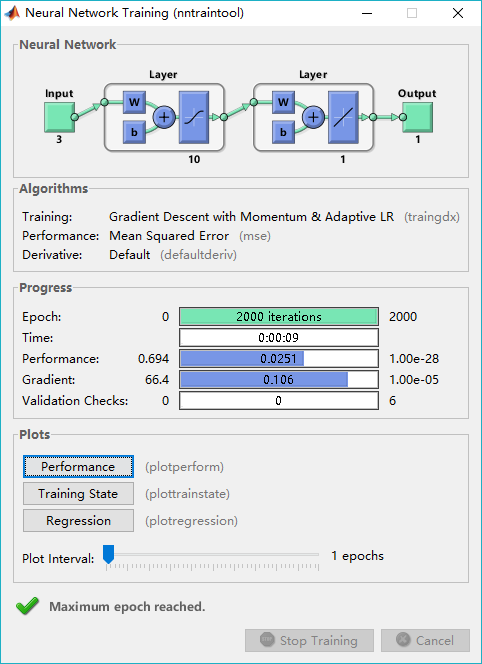 Neural Network Training (nntraintool)
Neural Network
Layer Layer
Input Output
W W
b b
+ +
3 1
10 1
Algorithms
Training: Gradient Descent with Momentum & Adaptive LR (traingdx)
Performance: Mean Squared Error (mse)
Derivative: Default (defaultderiv)
Progress
Epoch: 0 2000 iterations 2000
Time: 0:00:09
Performance: 0.694 0.0251 1.00e-28
Gradient: 66.4 0.106 1.00e-05
Validation Checks: 0 0 6
Plots
Performance (plotperform)
Training State (plottrainstate)
Regression (plotregression)
Plot Interval: 1 epochs
Maximum epoch reached.
Stop Training Cancel